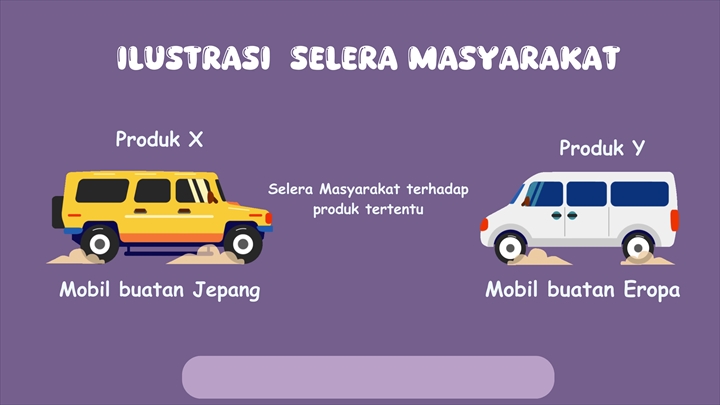 ILUSTRASI SELERA MASYARAKAT
Produk X
Produk Y
Selera Masyarakat terhadap
produk tertentu
Mobil buatan Jepang
Mobil buatan Eropa